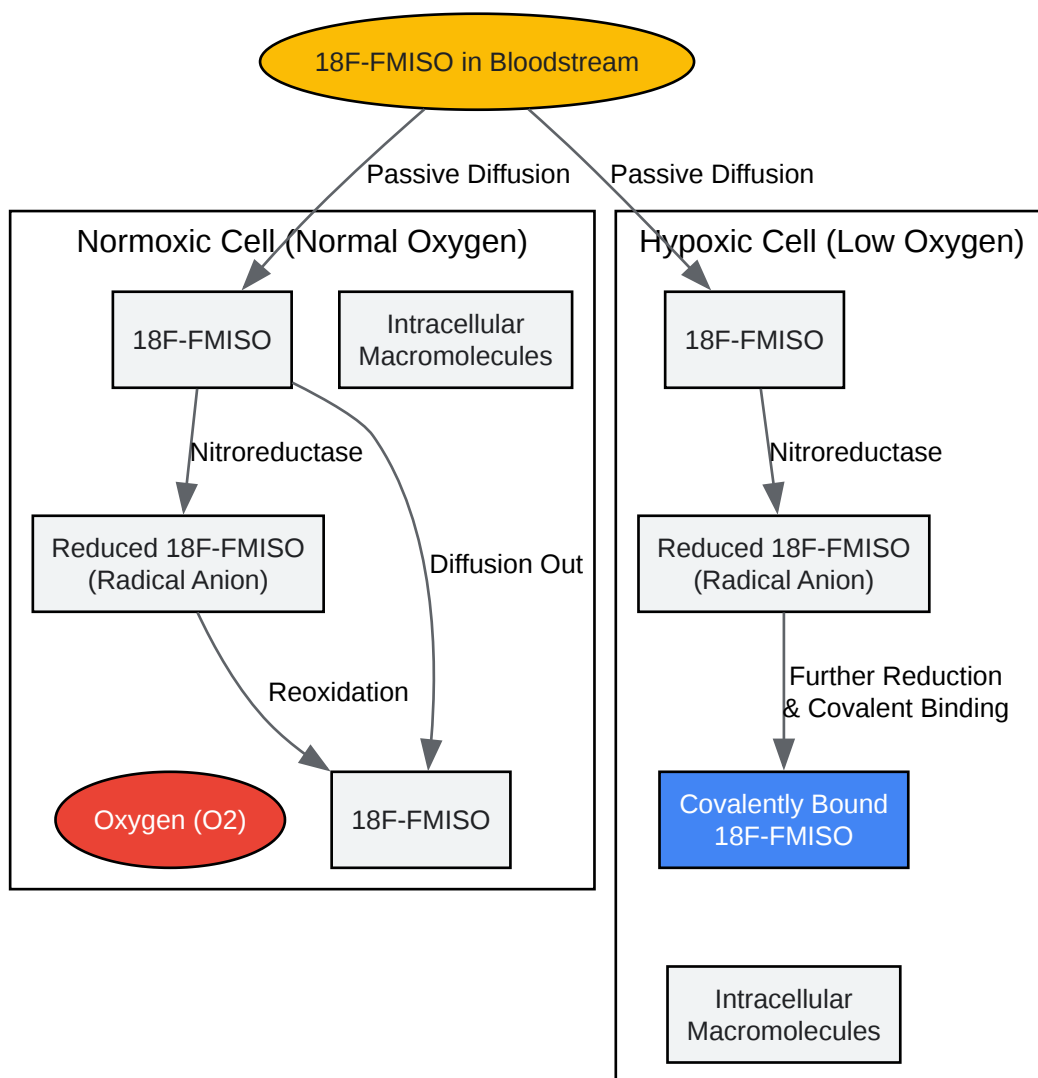 18F-FMISO in Bloodstream
Passive Diffusion
Passive Diffusion
Normoxic Cell (Normal Oxygen)
18F-FMISO
Intracellular
Macromolecules
Nitroreductase
Reduced 18F-FMISO
(Radical Anion)
Diffusion Out
Reoxidation
Oxygen (O2)
18F-FMISO
Hypoxic Cell (Low Oxygen)
18F-FMISO
Nitroreductase
Reduced 18F-FMISO
(Radical Anion)
Further Reduction
& Covalent Binding
Covalently Bound
18F-FMISO
Intracellular
Macromolecules